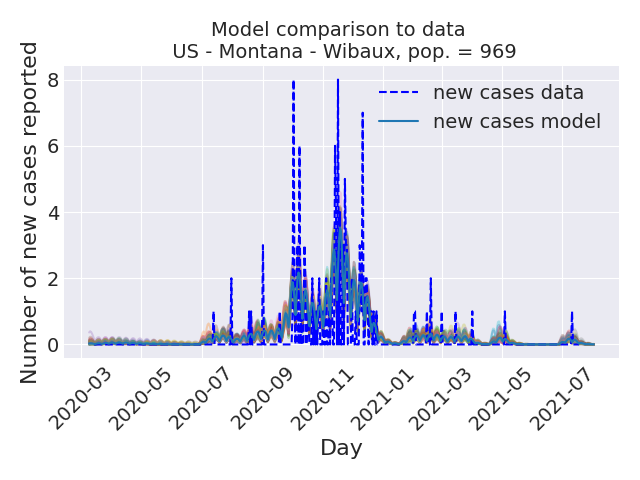 Model comparison to data
US - Montana - Wibaux, pop. = 969
Number of new cases reported
8
6
4
2
0
new cases data
new cases model
2020-03
2020-05
2020-07
2020-09
2020-11
2021-01
2021-03
2021-05
2021-07
Day